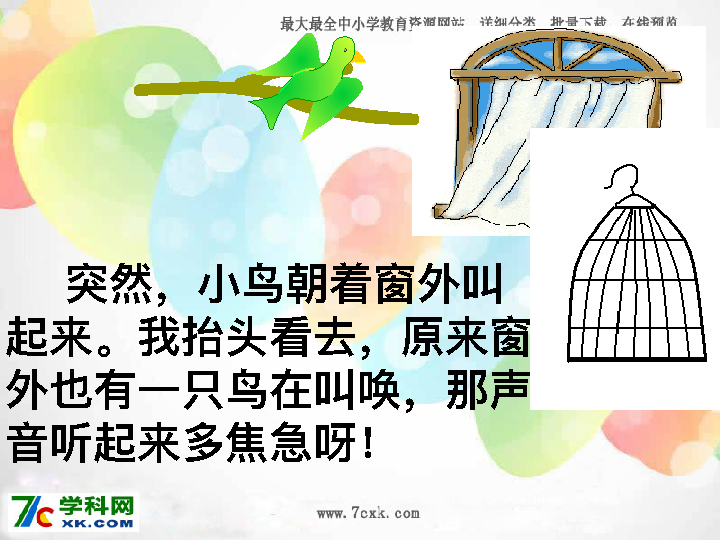 最大最全中小学教育资源网站 详细分类 批量下载 在线预览
突然，小鸟朝着窗外叫
起来。我抬头看去，原来窗
外也有一只鸟在叫唤，那声
音听起来多焦急呀！
7c 学科网
XK.COM
www.7cxk.com